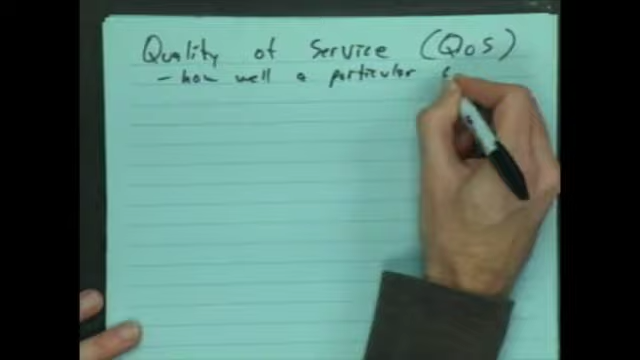 Quality of Service (QoS)
- how well a particular